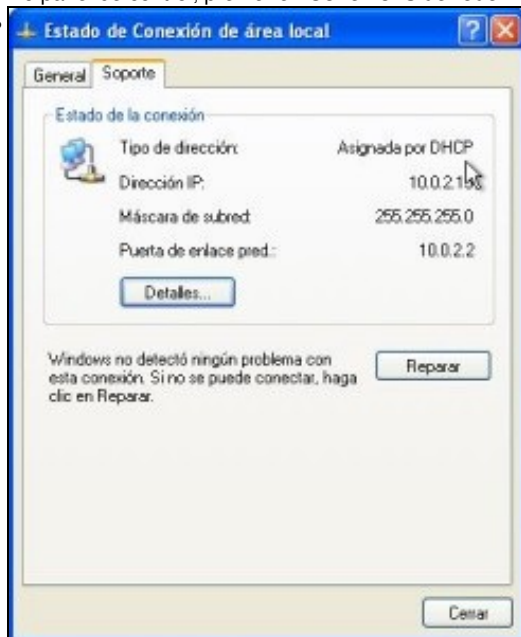 Estado de Conexión de área local
General Soporte
Estado de la conexión
Tipo de dirección: Asignada por DHCP
Dirección IP:
Máscara de subred: 255.255.255.0
Puerta de enlace pred.: 10.0.2.2
Detalles...
Windows no detectó ningún problema con
esta conexión. Si no se puede conectar, haga
clic en Reparar.
Reparar
Cerrar